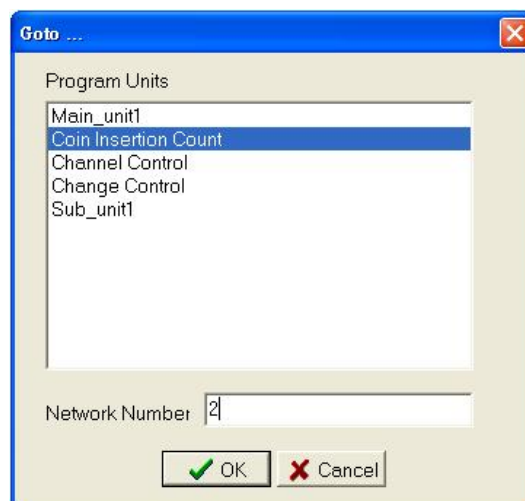 Goto ...
Program Units
Main_unit1
Coin Insertion Count
Channel Control
Change Control
Sub_unit1
Network Number 2
OK Cancel